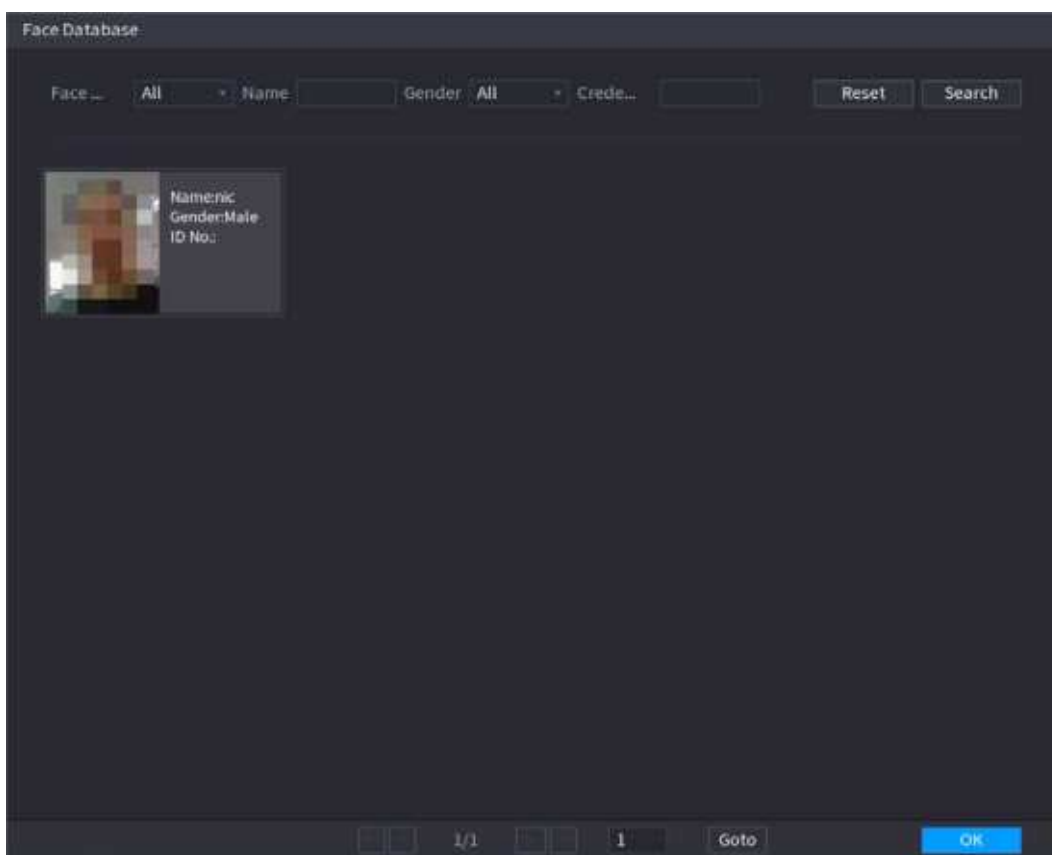 Face Database
Face ... All Name Gender All Crede... Reset Search
Name:nic
Gender:Male
ID No.:
1/1 1 Goto OK